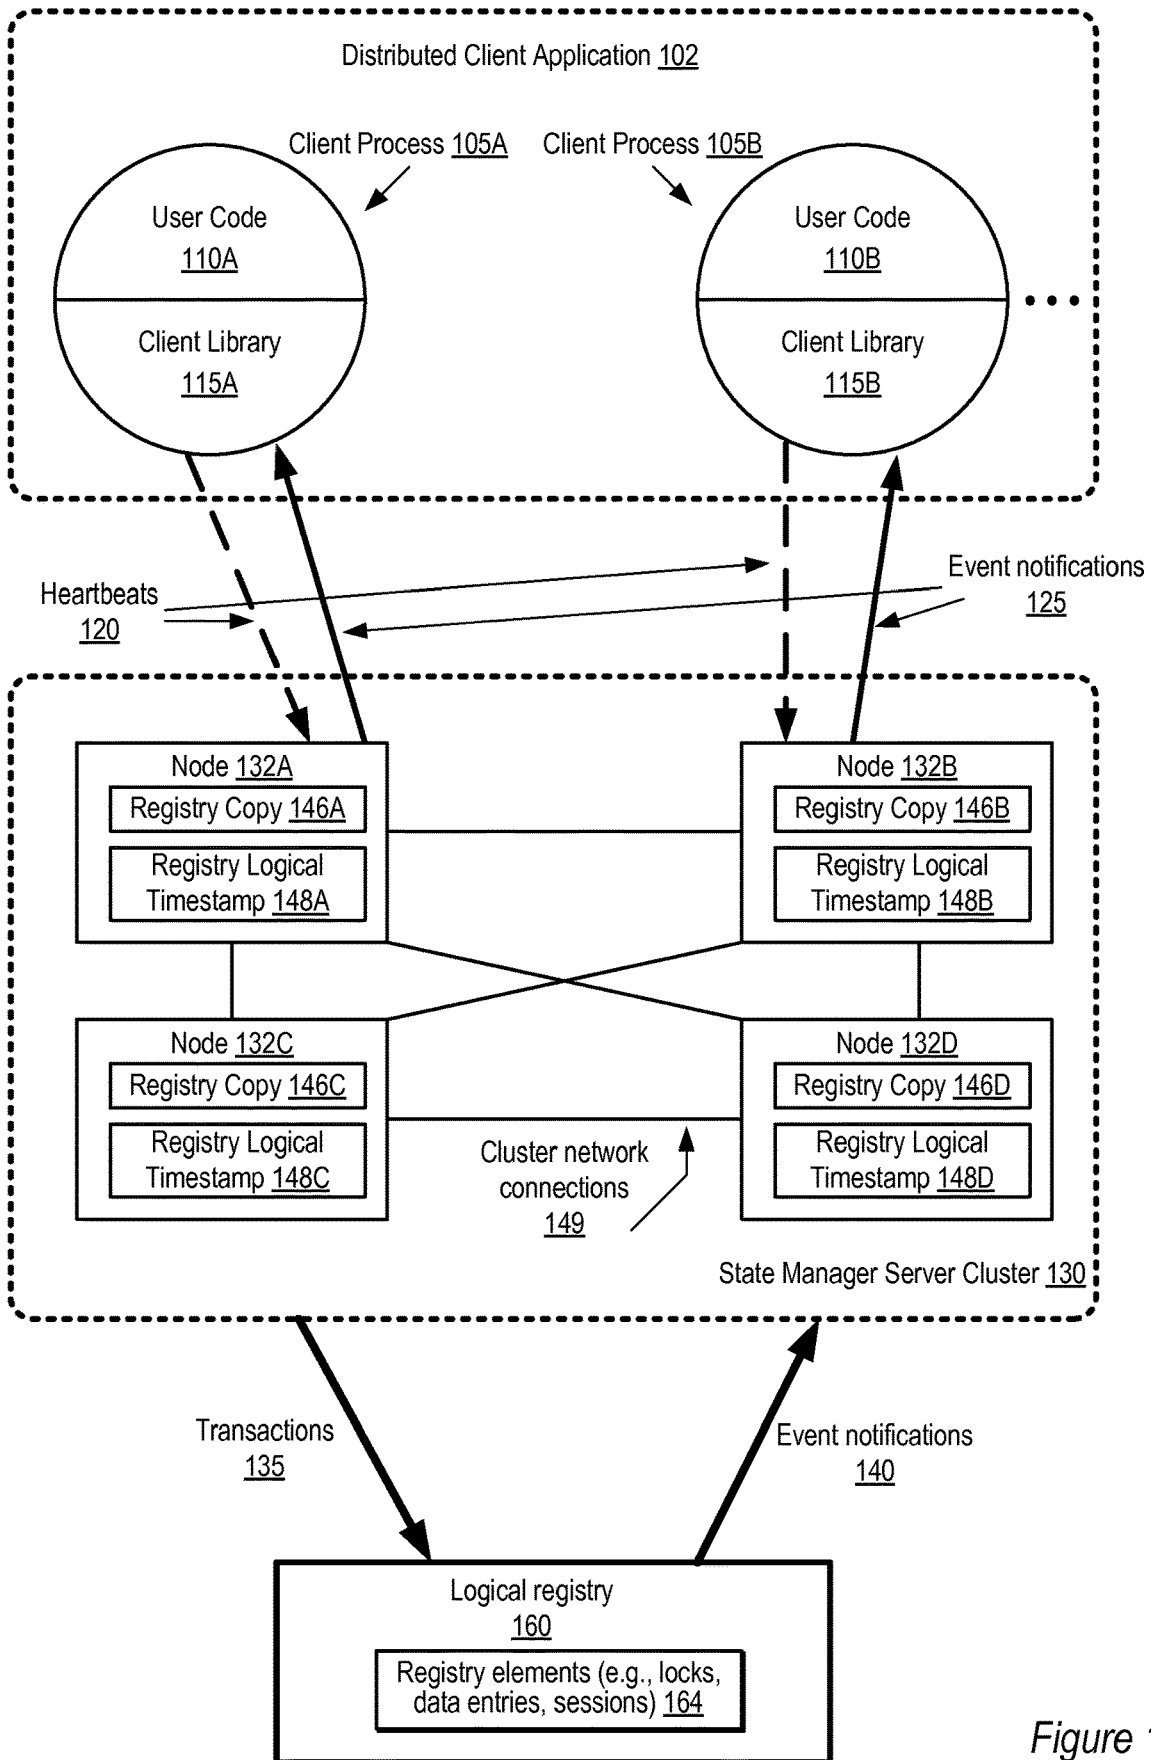 Distributed Client Application 102
Client Process 105A
Client Process 105B
User Code
110A
User Code
110B
Client Library
115A
Client Library
115B
• • •
Heartbeats
120
Event notifications
125
Node 132A
Registry Copy 146A
Registry Logical
Timestamp 148A
Node 132B
Registry Copy 146B
Registry Logical
Timestamp 148B
Node 132C
Registry Copy 146C
Registry Logical
Timestamp 148C
Node 132D
Registry Copy 146D
Registry Logical
Timestamp 148D
Cluster network
connections
149
State Manager Server Cluster 130
Transactions
135
Event notifications
140
Logical registry
160
Registry elements (e.g., locks,
data entries, sessions) 164
Figure 1